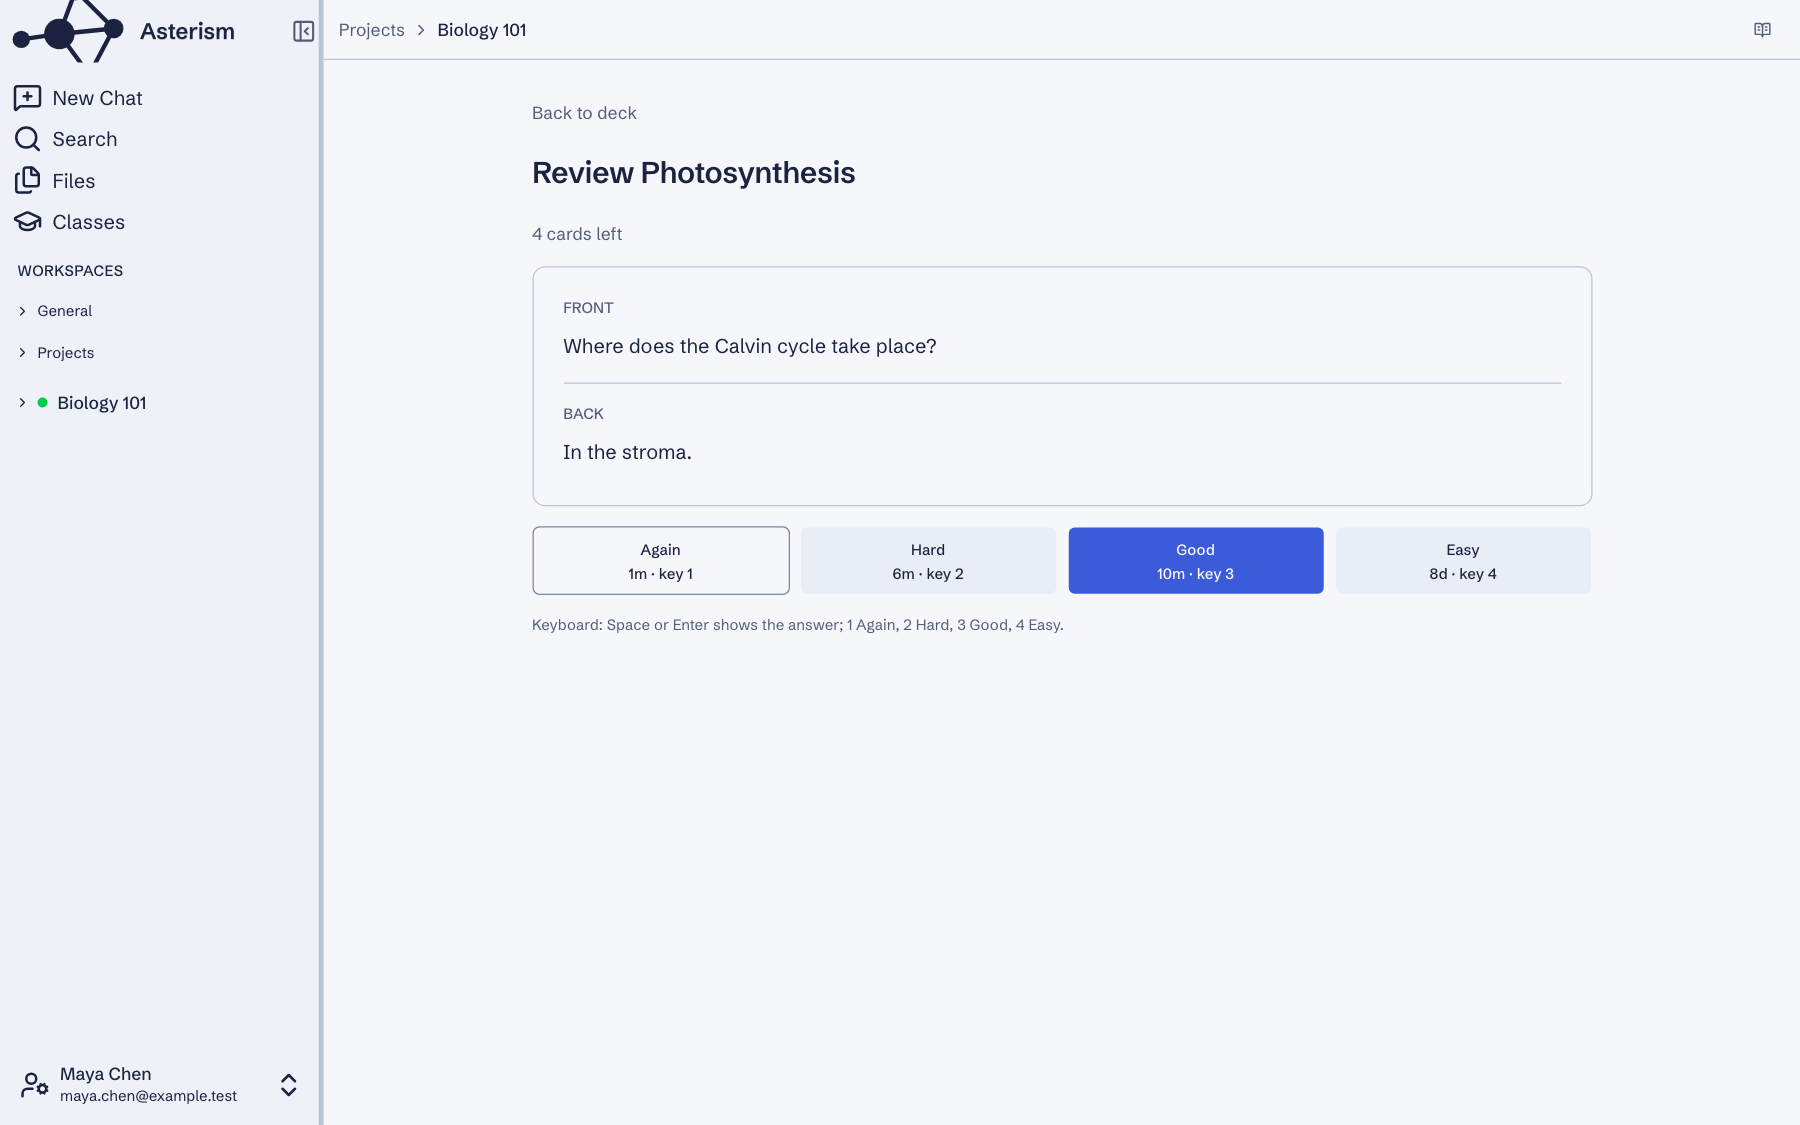 Asterism
New Chat
Search
Files
Classes
WORKSPACES
General
Projects
Biology 101
Maya Chen
maya.chen@example.test
Projects > Biology 101
Back to deck
Review Photosynthesis
4 cards left
FRONT
Where does the Calvin cycle take place?
BACK
In the stroma.
Again
1m · key 1
Hard
6m · key 2
Good
10m · key 3
Easy
8d · key 4
Keyboard: Space or Enter shows the answer; 1 Again, 2 Hard, 3 Good, 4 Easy.